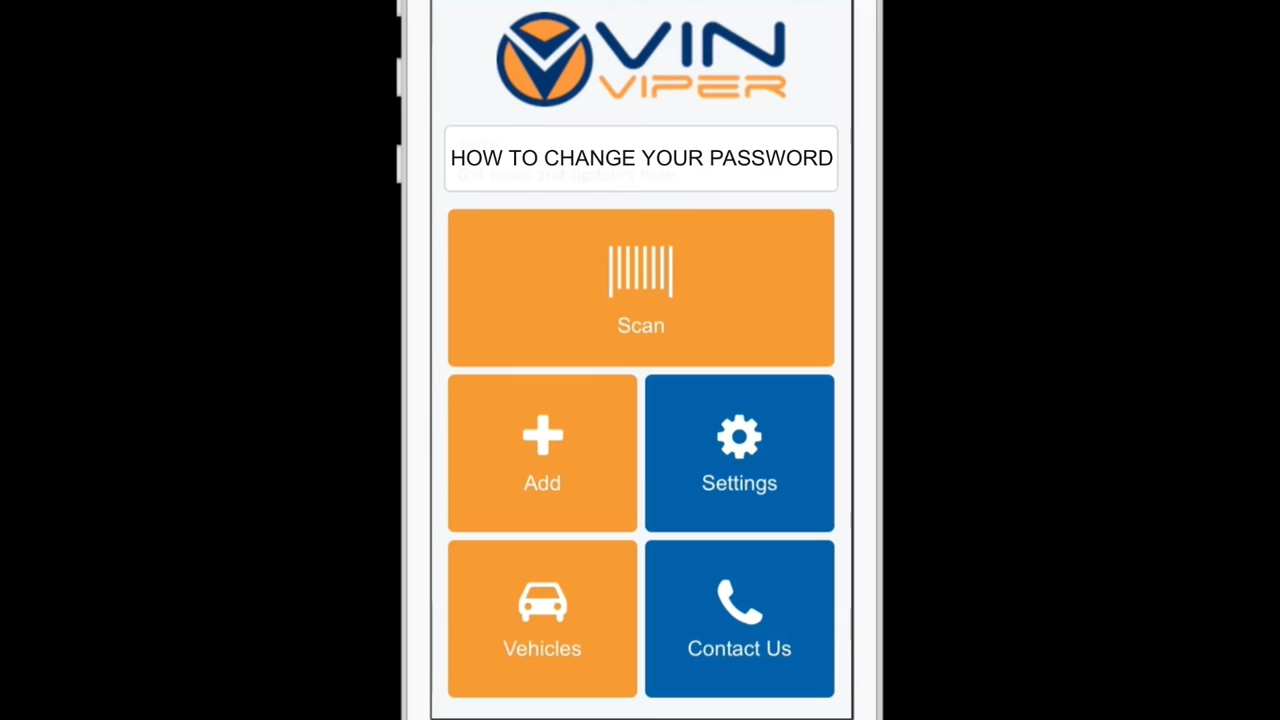 VIN
VIPER
HOW TO CHANGE YOUR PASSWORD
Scan
Add
Settings
Vehicles
Contact Us